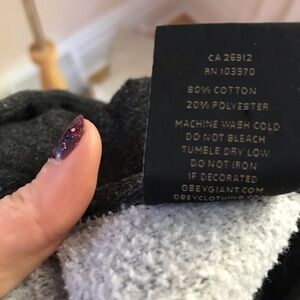 CA 26912
RN 103970
80% COTTON
20% POLYESTER
MACHINE WASH COLD
DO NOT BLEACH
TUMBLE DRY LOW
DO NOT IRON
IF DECORATED
OBEYGIANT.COM
OBEYCLOTHING.COM